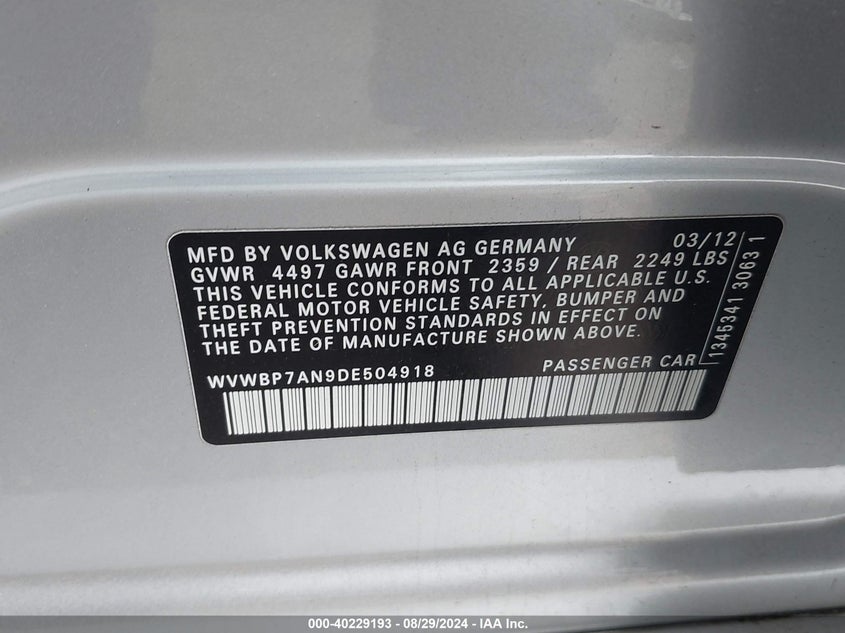 MFD BY VOLKSWAGEN AG GERMANY 03/12
GVWR 4497 GAWR FRONT 2359 / REAR 2249 LBS
THIS VEHICLE CONFORMS TO ALL APPLICABLE U.S.
FEDERAL MOTOR VEHICLE SAFETY, BUMPER AND
THEFT PREVENTION STANDARDS IN EFFECT ON
THE DATE OF MANUFACTURE SHOWN ABOVE.
WVWBP7AN9DE504918 PASSENGER CAR
1345341 3063 1
000-40229193 - 08/29/2024 - IAA Inc.